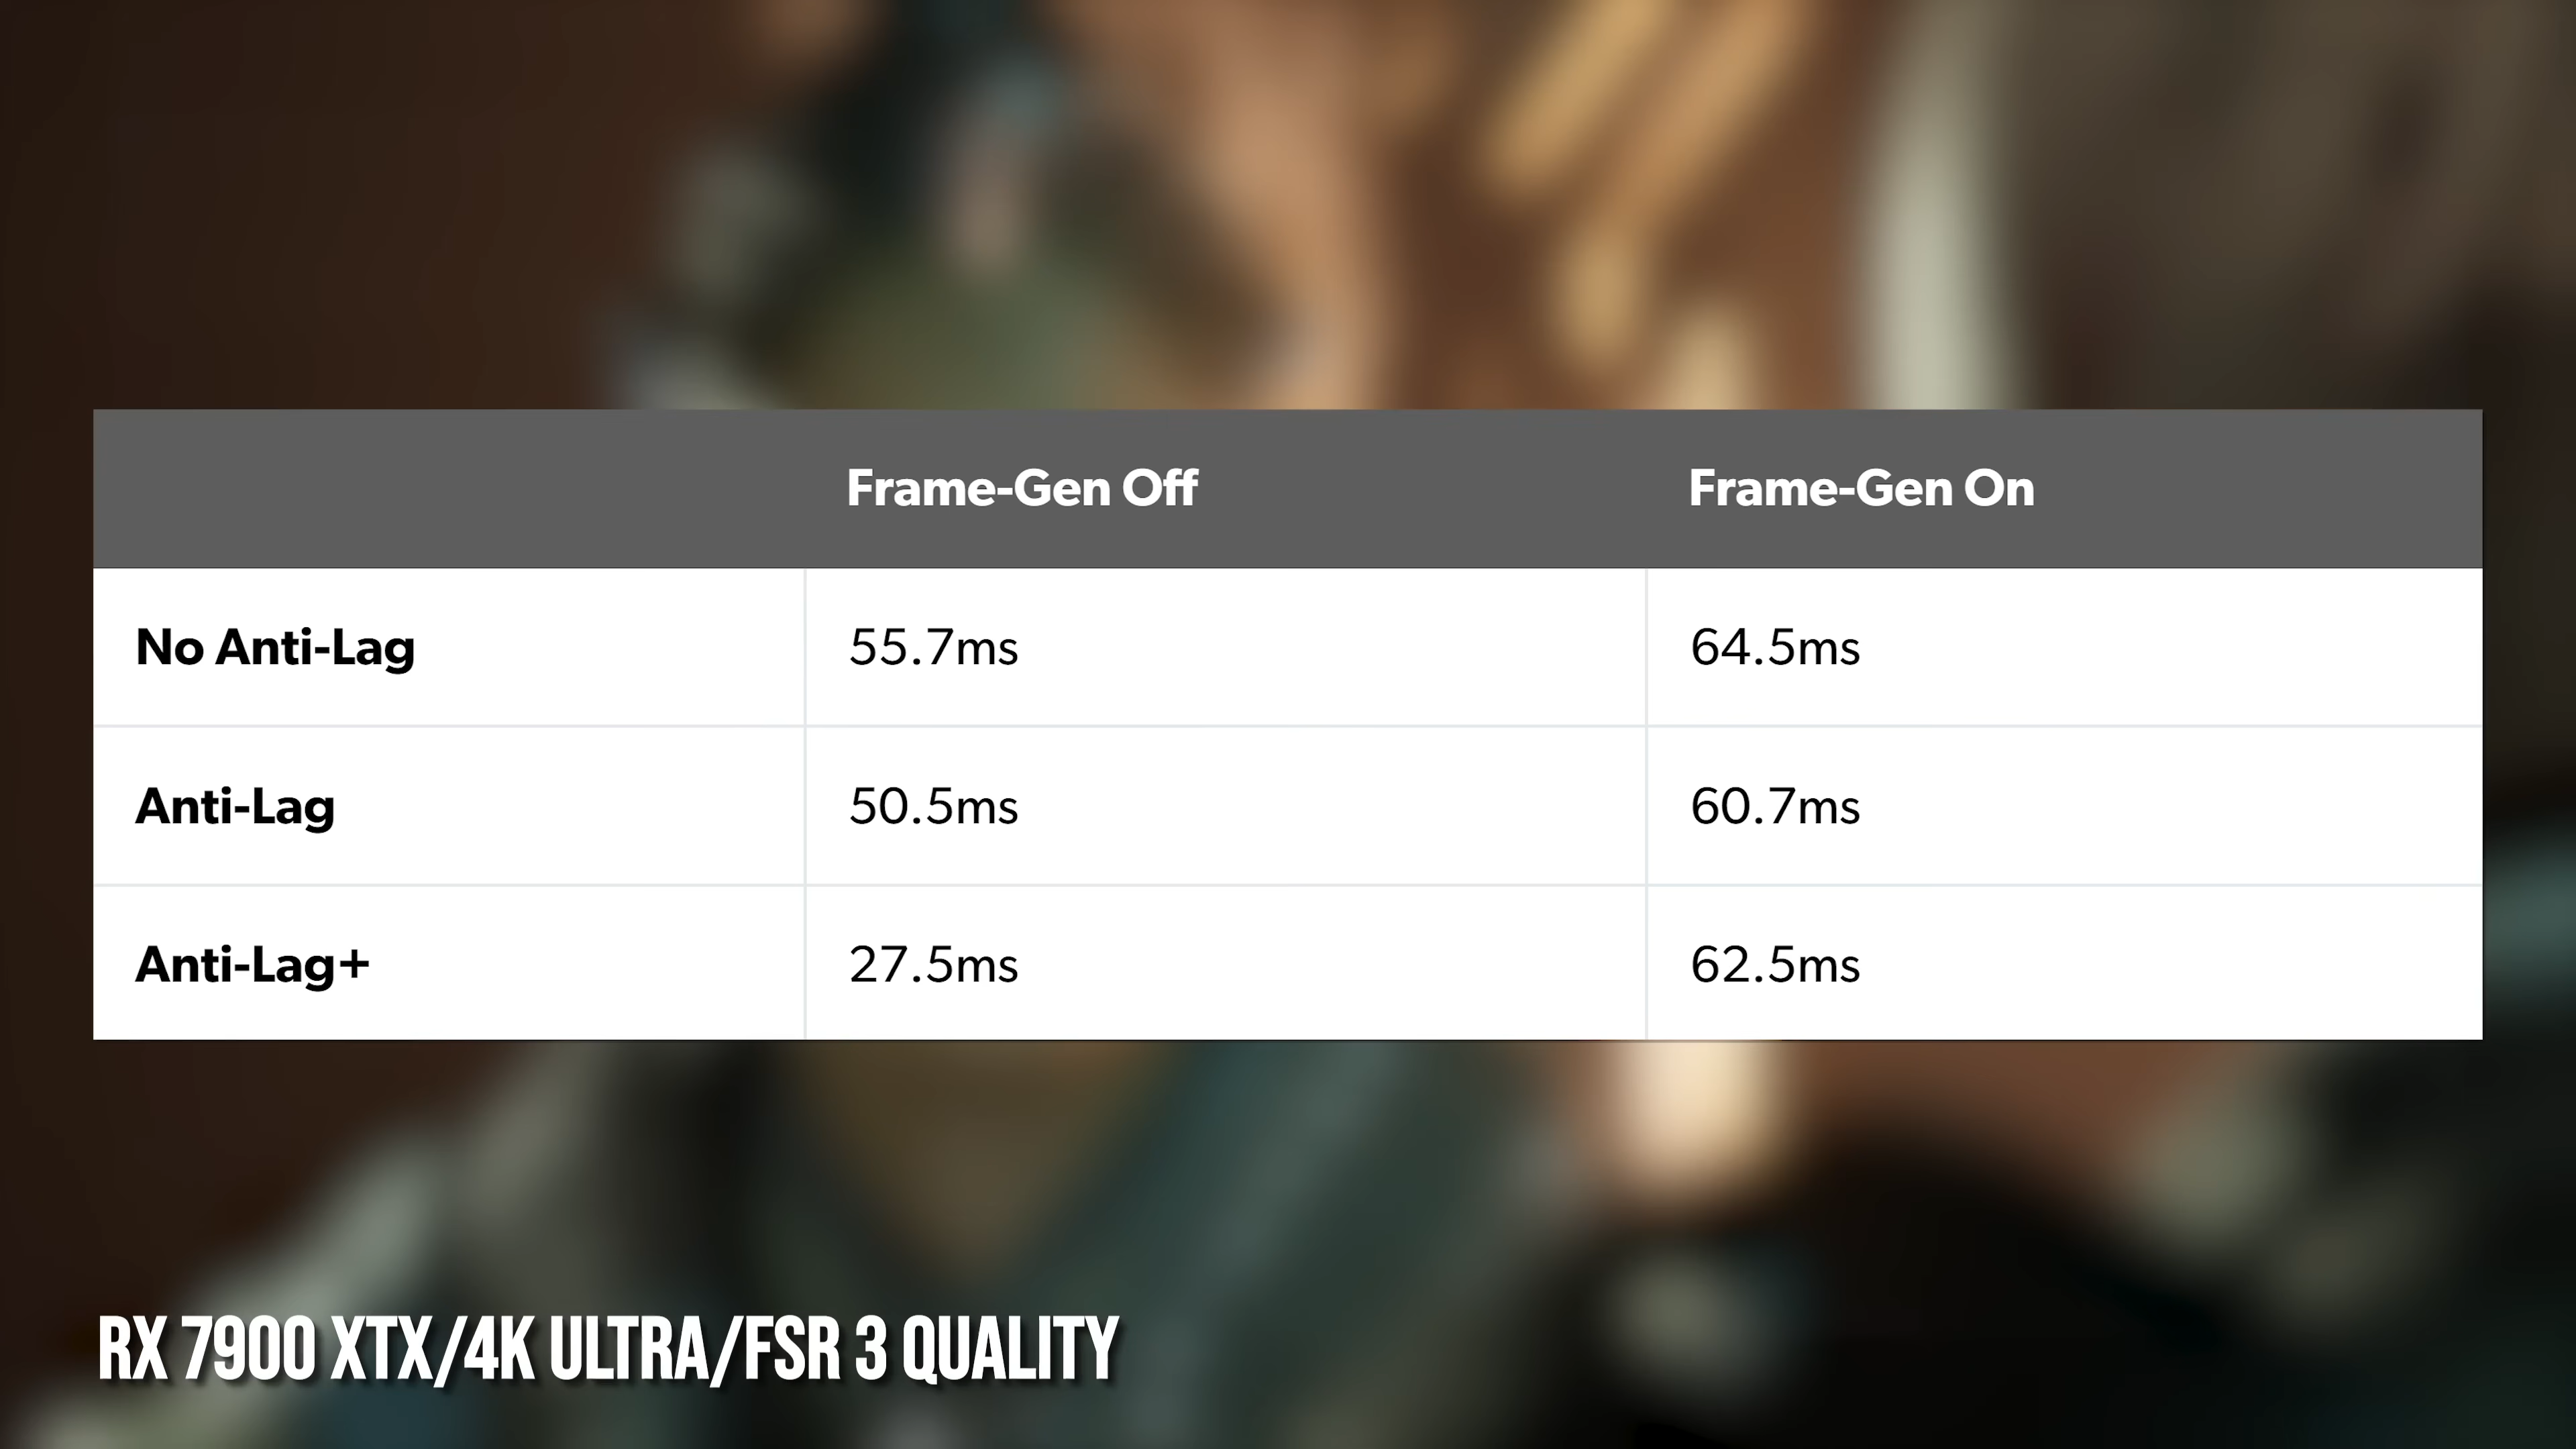 Frame-Gen Off Frame-Gen On
No Anti-Lag 55.7ms 64.5ms
Anti-Lag 50.5ms 60.7ms
Anti-Lag+ 27.5ms 62.5ms
RX 7900 XTX/4K ULTRA/FSR 3 QUALITY